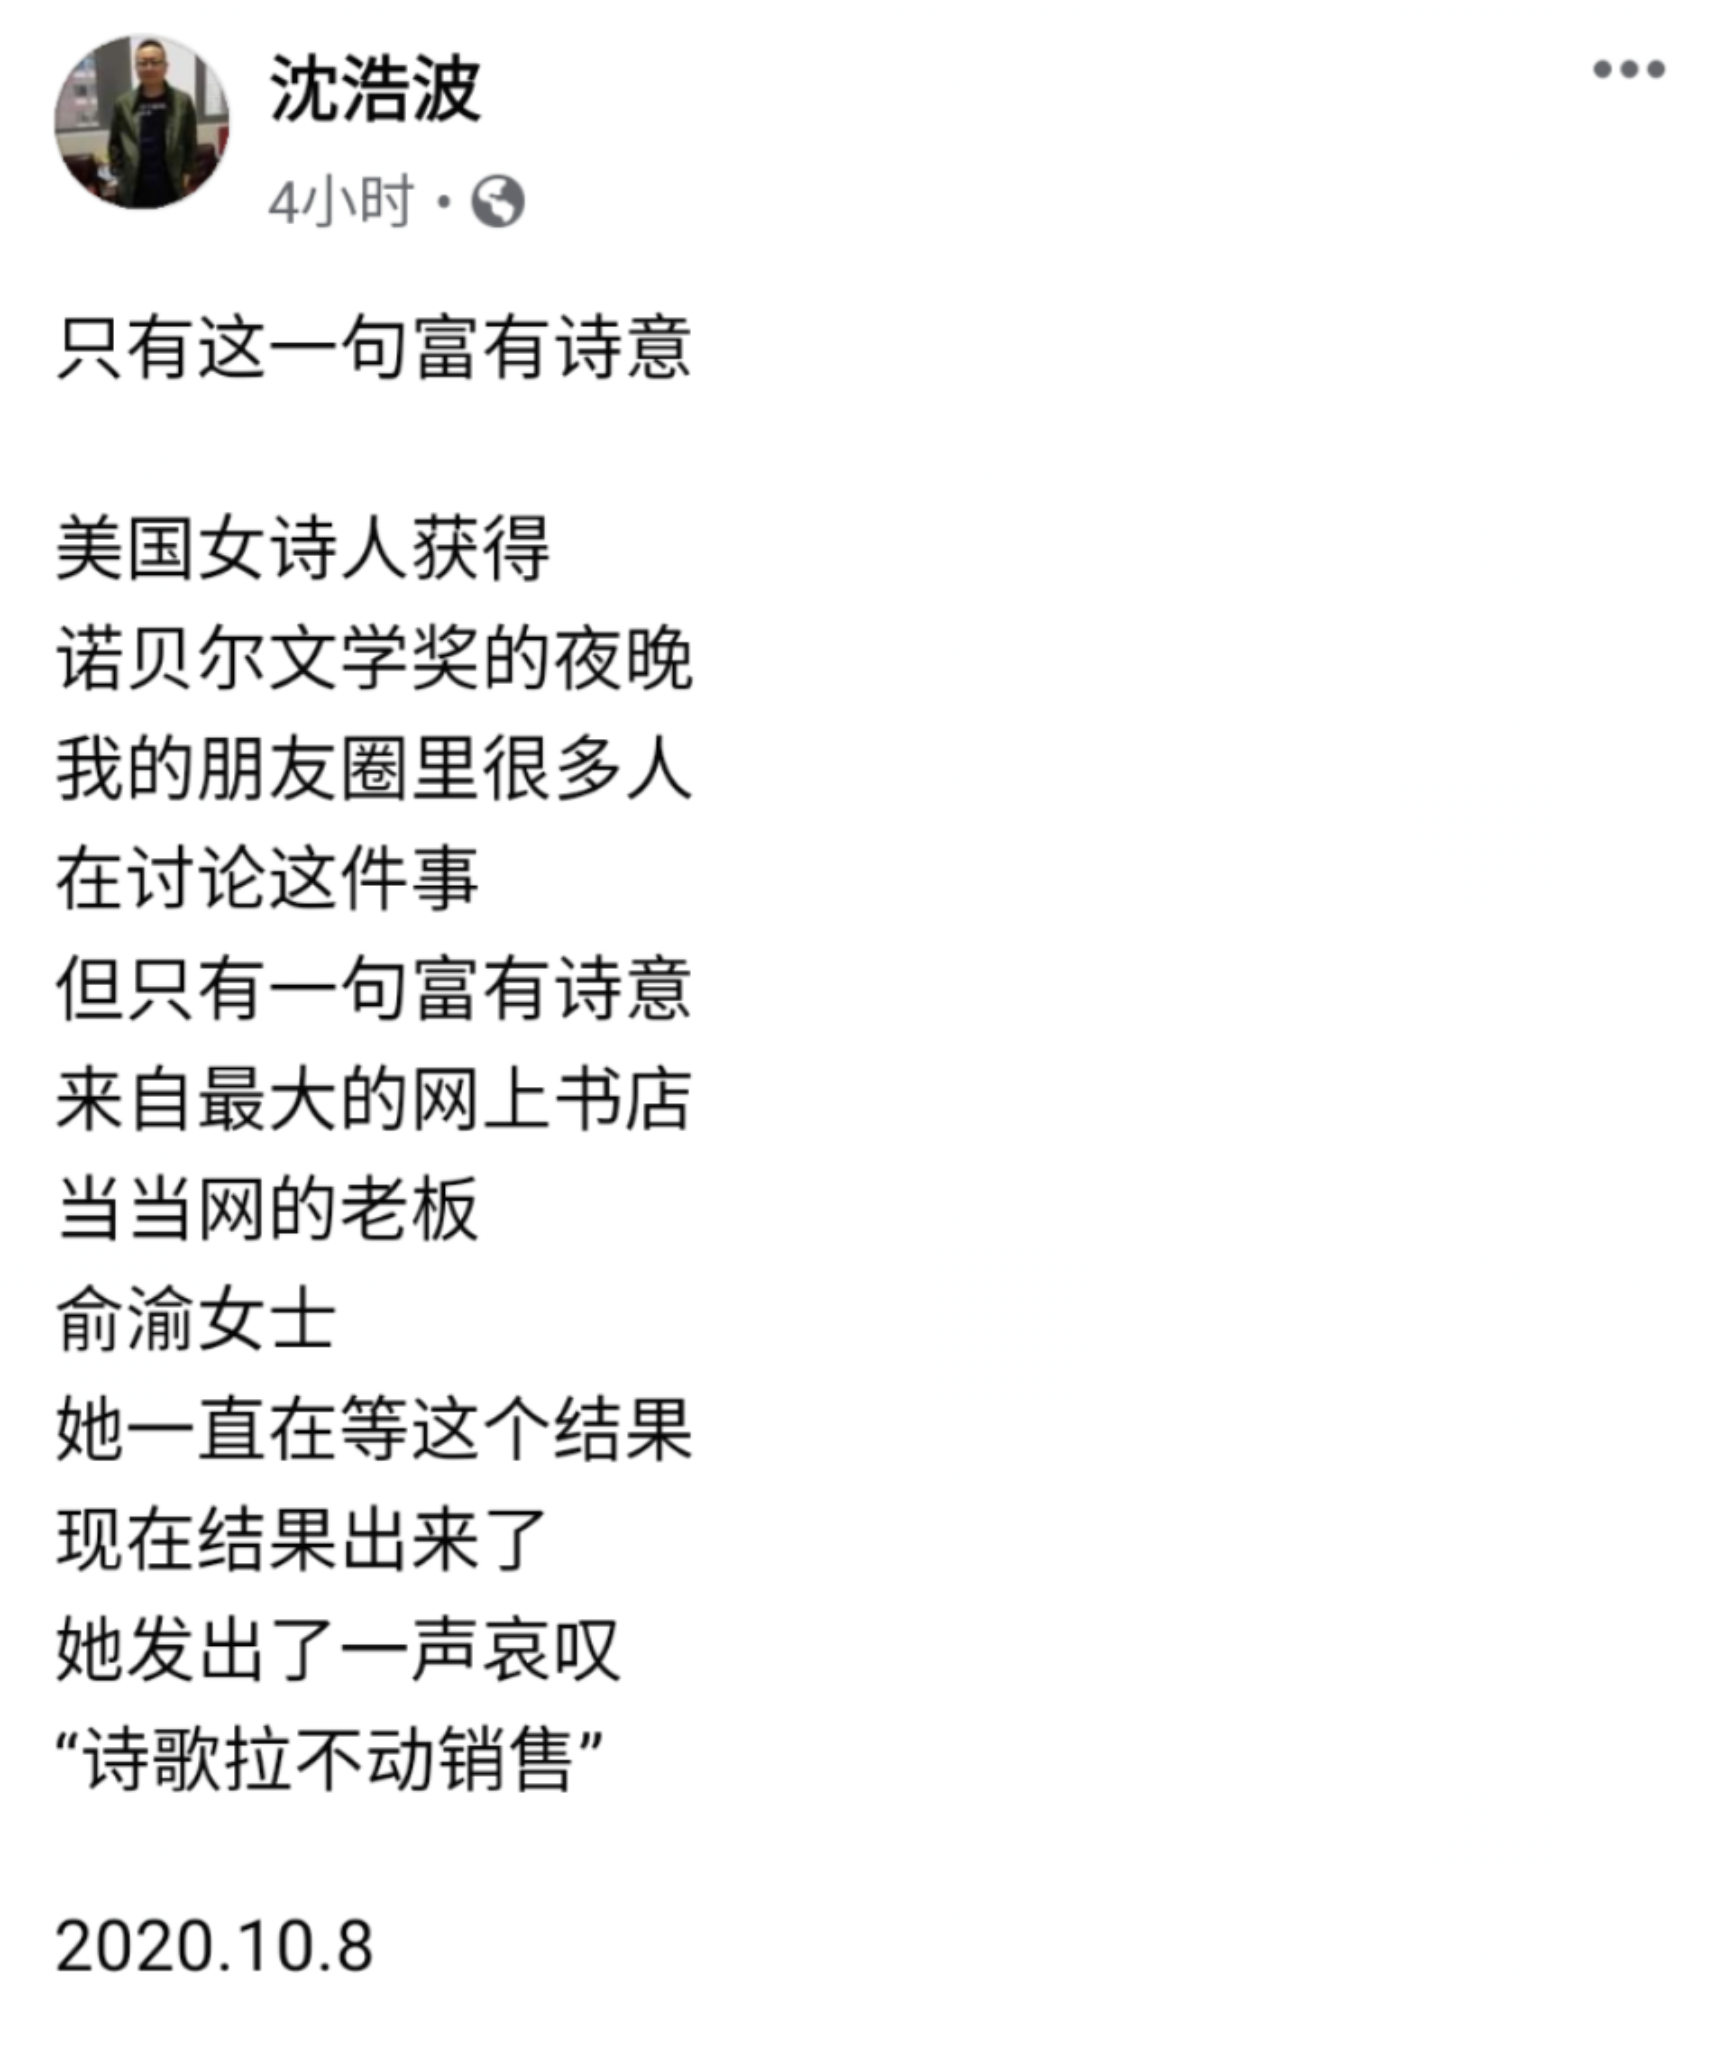 沈浩波
4小时 ·
只有这一句富有诗意
美国女诗人获得
诺贝尔文学奖的夜晚
我的朋友圈里很多人
在讨论这件事
但只有一句富有诗意
来自最大的网上书店
当当网的老板
俞渝女士
她一直在等这个结果
现在结果出来了
她发出了一声哀叹
“诗歌拉不动销售”
2020.10.8